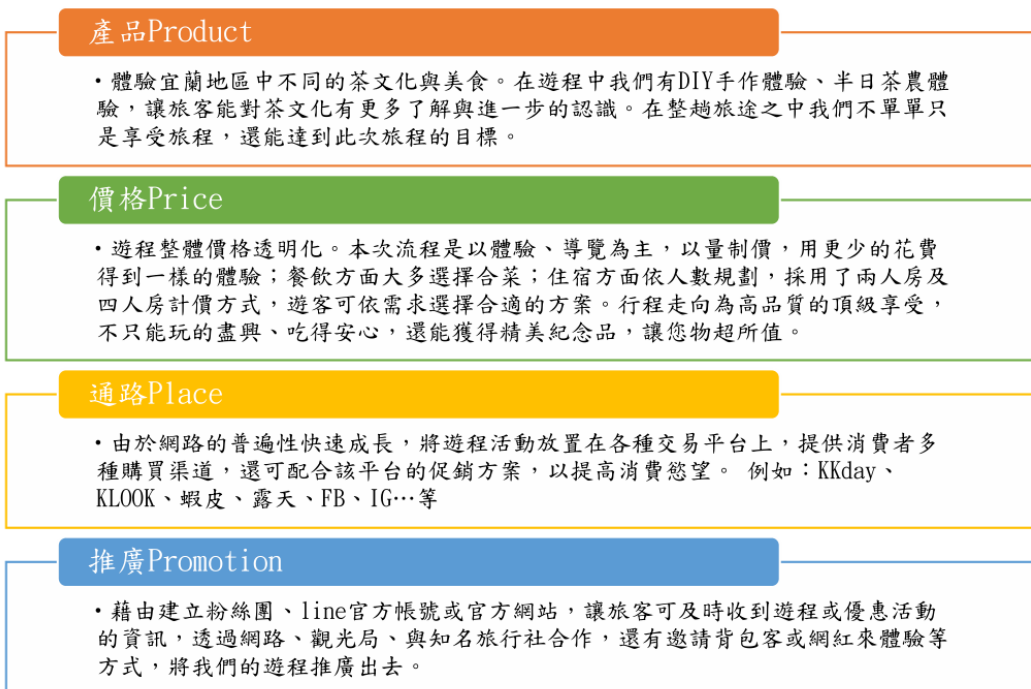 產品Product
•體驗宜蘭地區中不同的茶文化與美食。在遊程中我們有DIY手作體驗、半日茶農體
驗，讓旅客能對茶文化有更多了解與進一步的認識。在整趟旅途之中我們不單單只
是享受旅程，還能達到此次旅程的目標。
價格Price
•遊程整體價格透明化。本次流程是以體驗、導覽為主，以量制價，用更少的花費
得到一樣的體驗；餐飲方面大多選擇合菜；住宿方面依人數規劃，採用了兩人房及
四人房計價方式，遊客可依需求選擇合適的方案。行程走向為高品質的頂級享受，
不只能玩的盡興、吃得安心，還能獲得精美紀念品，讓您物超所值。
通路Place
•由於網路的普遍性快速成長，將遊程活動放置在各種交易平台上，提供消費者多
種購買渠道，還可配合該平台的促銷方案，以提高消費慾望。 例如：KKday、
KLOOK、蝦皮、露天、FB、IG…等
推廣Promotion
•藉由建立粉絲團、line官方帳號或官方網站，讓旅客可及時收到遊程或優惠活動
的資訊，透過網路、觀光局、與知名旅行社合作，還有邀請背包客或網紅來體驗等
方式，將我們的遊程推廣出去。